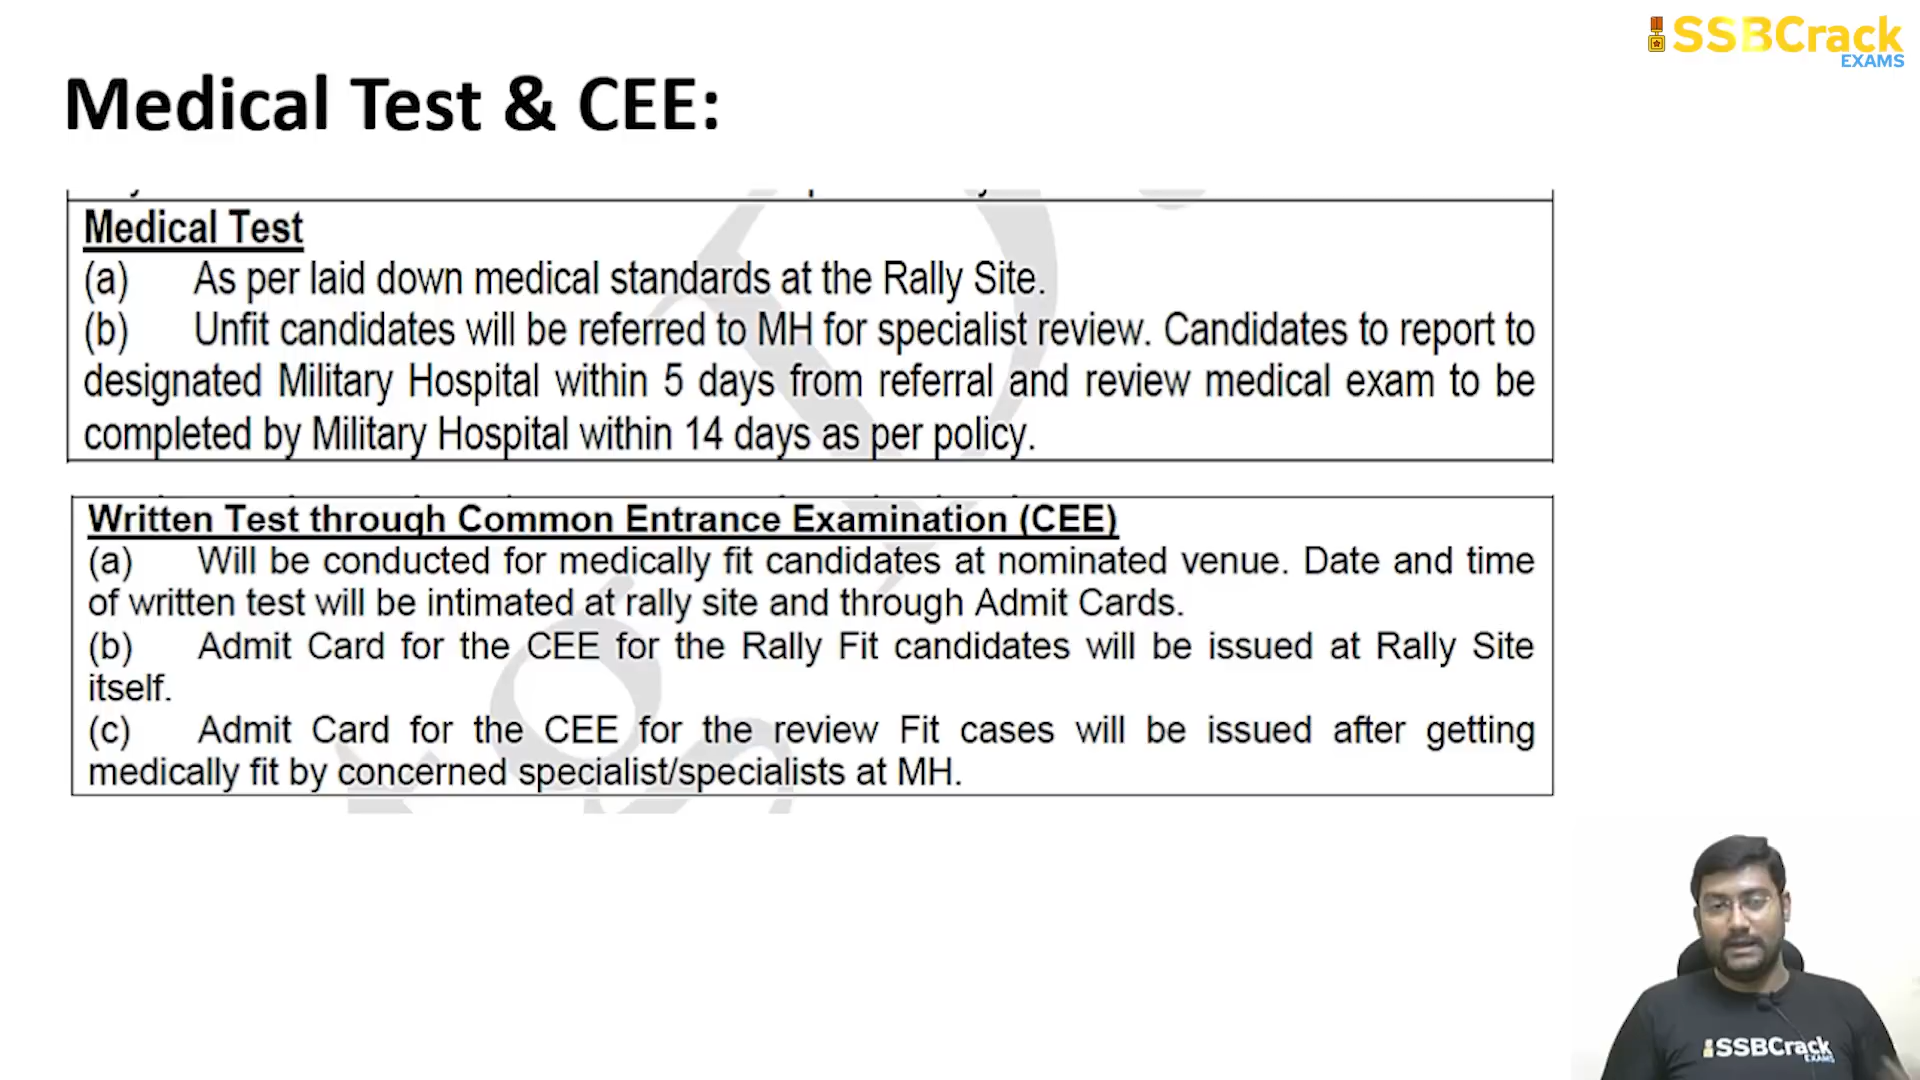 SSBCrack
EXAMS
Medical Test & CEE:
Medical Test
(a) As per laid down medical standards at the Rally Site.
(b) Unfit candidates will be referred to MH for specialist review. Candidates to report to
designated Military Hospital within 5 days from referral and review medical exam to be
completed by Military Hospital within 14 days as per policy.
Written Test through Common Entrance Examination (CEE)
(a) Will be conducted for medically fit candidates at nominated venue. Date and time
of written test will be intimated at rally site and through Admit Cards.
(b) Admit Card for the CEE for the Rally Fit candidates will be issued at Rally Site
itself.
(c) Admit Card for the CEE for the review Fit cases will be issued after getting
medically fit by concerned specialist/specialists at MH.
SSBCrack
EXAMS